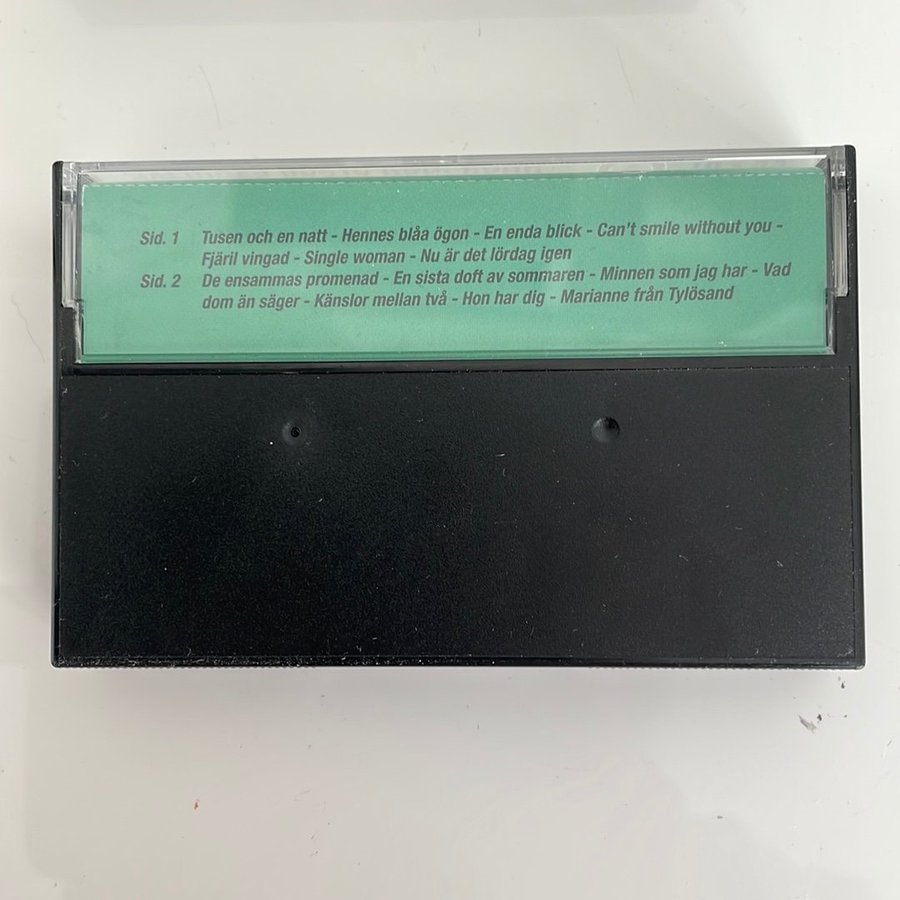 Sid. 1 Tusen och en natt - Hennes blåa ögon - En enda blick - Can't smile without you -
Fjäril vingad - Single woman - Nu är det lördag igen
Sid. 2 De ensammas promenad - En sista doft av sommaren - Minnen som jag har - Vad
dom än säger - Känslor mellan två - Hon har dig - Marianne från Tylösand